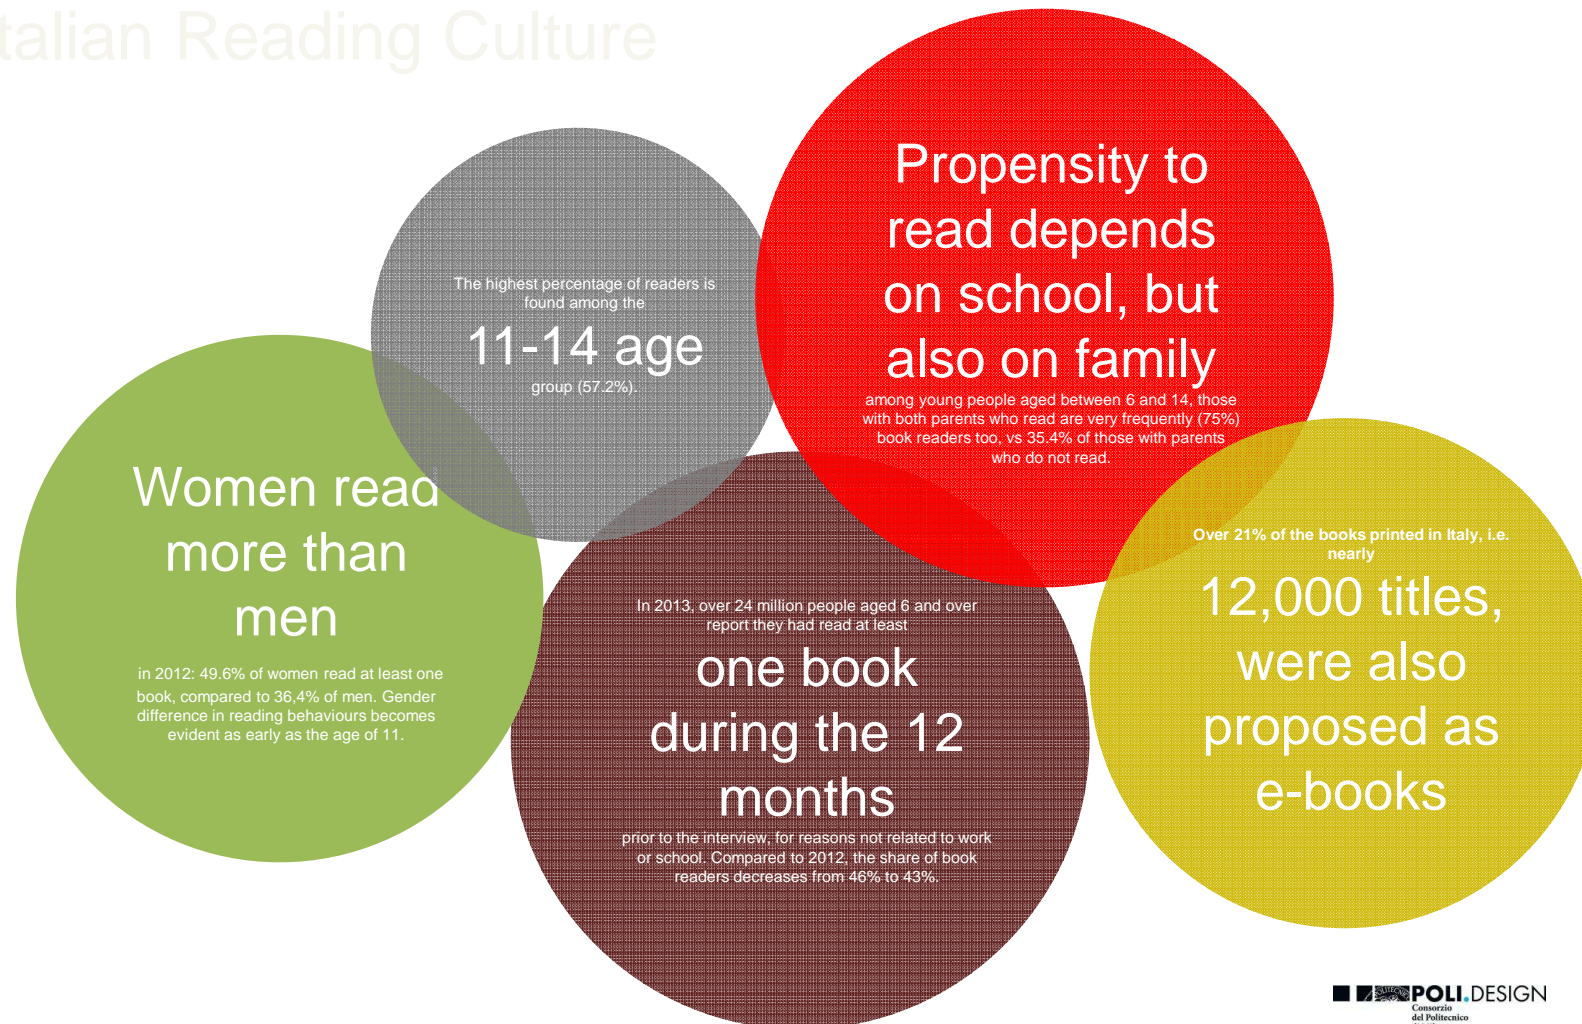 talian Reading Culture
The highest percentage of readers is
found among the
11-14 age
group (57.2%).
Propensity to
read depends
on school, but
also on family
among young people aged between 6 and 14, those
with both parents who read are very frequently (75%)
book readers too, vs 35.4% of those with parents
who do not read.
Women read
more than
men
in 2012: 49.6% of women read at least one
book, compared to 36,4% of men. Gender
difference in reading behaviours becomes
evident as early as the age of 11.
In 2013, over 24 million people aged 6 and over
report they had read at least
one book
during the 12
months
prior to the interview, for reasons not related to work
or school. Compared to 2012, the share of book
readers decreases from 46% to 43%.
Over 21% of the books printed in Italy, i.e.
nearly
12,000 titles,
were also
proposed as
e-books
POLI.DESIGN
Consorzio
del Politecnico